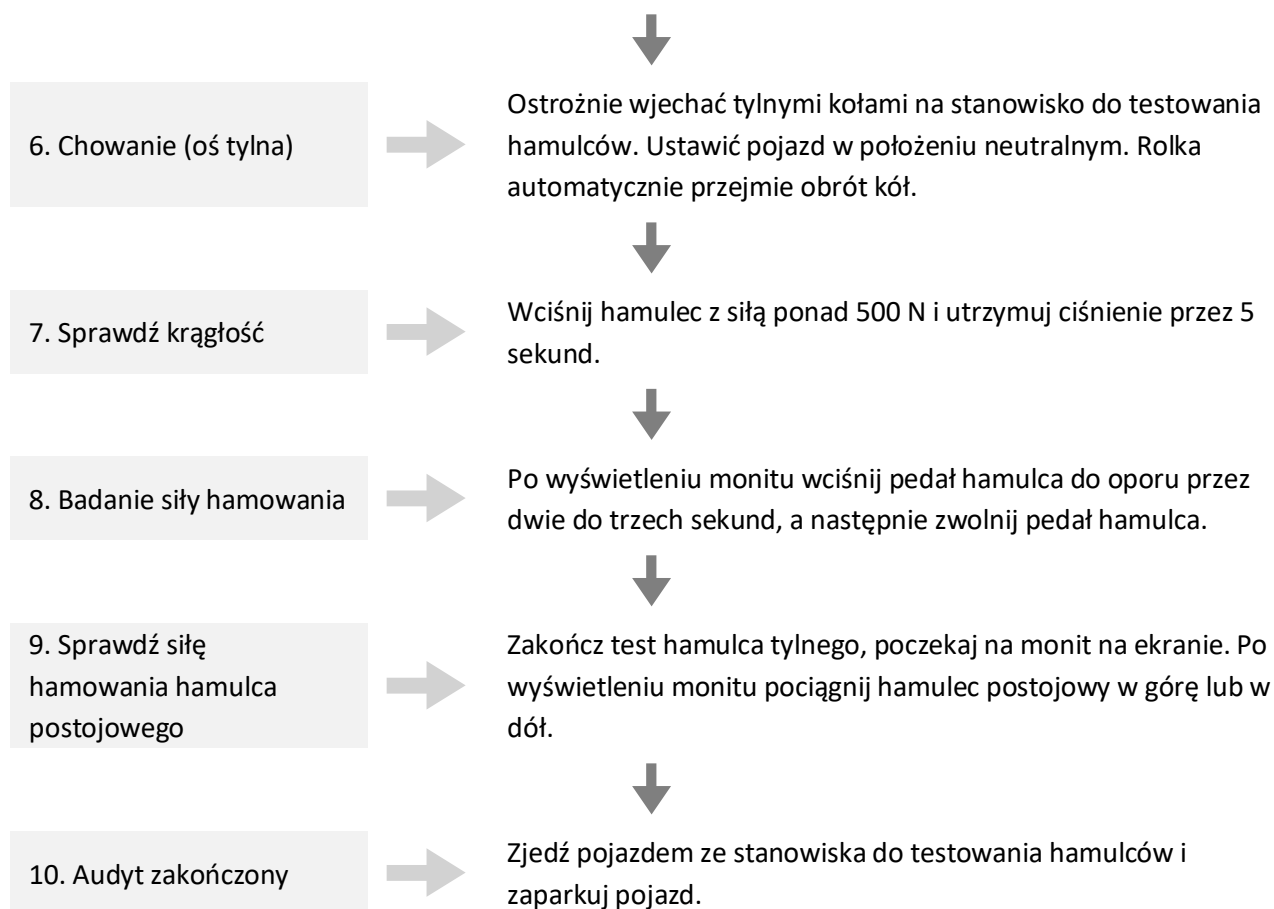 6. Chowanie (oś tylna)
Ostrożnie wjechać tylnymi kołami na stanowisko do testowania
hamulców. Ustawić pojazd w położeniu neutralnym. Rolka
automatycznie przejmie obrót kół.
7. Sprawdź krągłość
Wciśnij hamulec z siłą ponad 500 N i utrzymuj ciśnienie przez 5
sekund.
8. Badanie siły hamowania
Po wyświetleniu monitu wciśnij pedał hamulca do oporu przez
dwie do trzech sekund, a następnie zwolnij pedał hamulca.
9. Sprawdź siłę
hamowania hamulca
postojowego
Zakończ test hamulca tylnego, poczekaj na monit na ekranie. Po
wyświetleniu monitu pociągnij hamulec postojowy w górę lub w
dół.
10. Audyt zakończony
Zjedź pojazdem ze stanowiska do testowania hamulców i
zaparkuj pojazd.